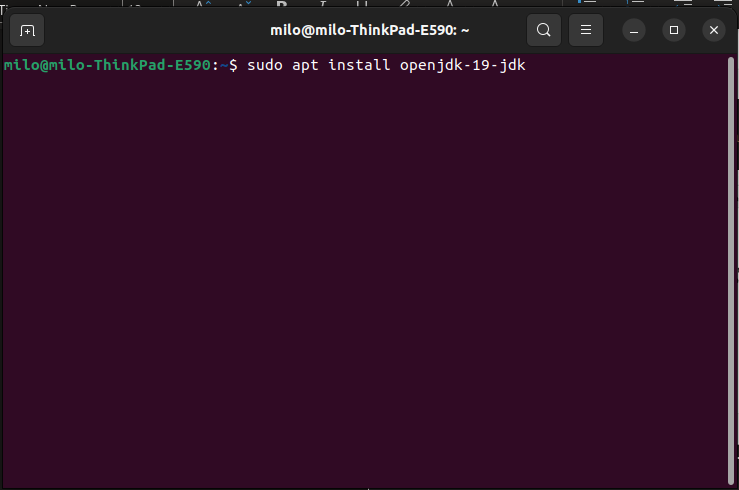 milo@milo-ThinkPad-E590: ~
milo@milo-ThinkPad-E590:~$ sudo apt install openjdk-19-jdk